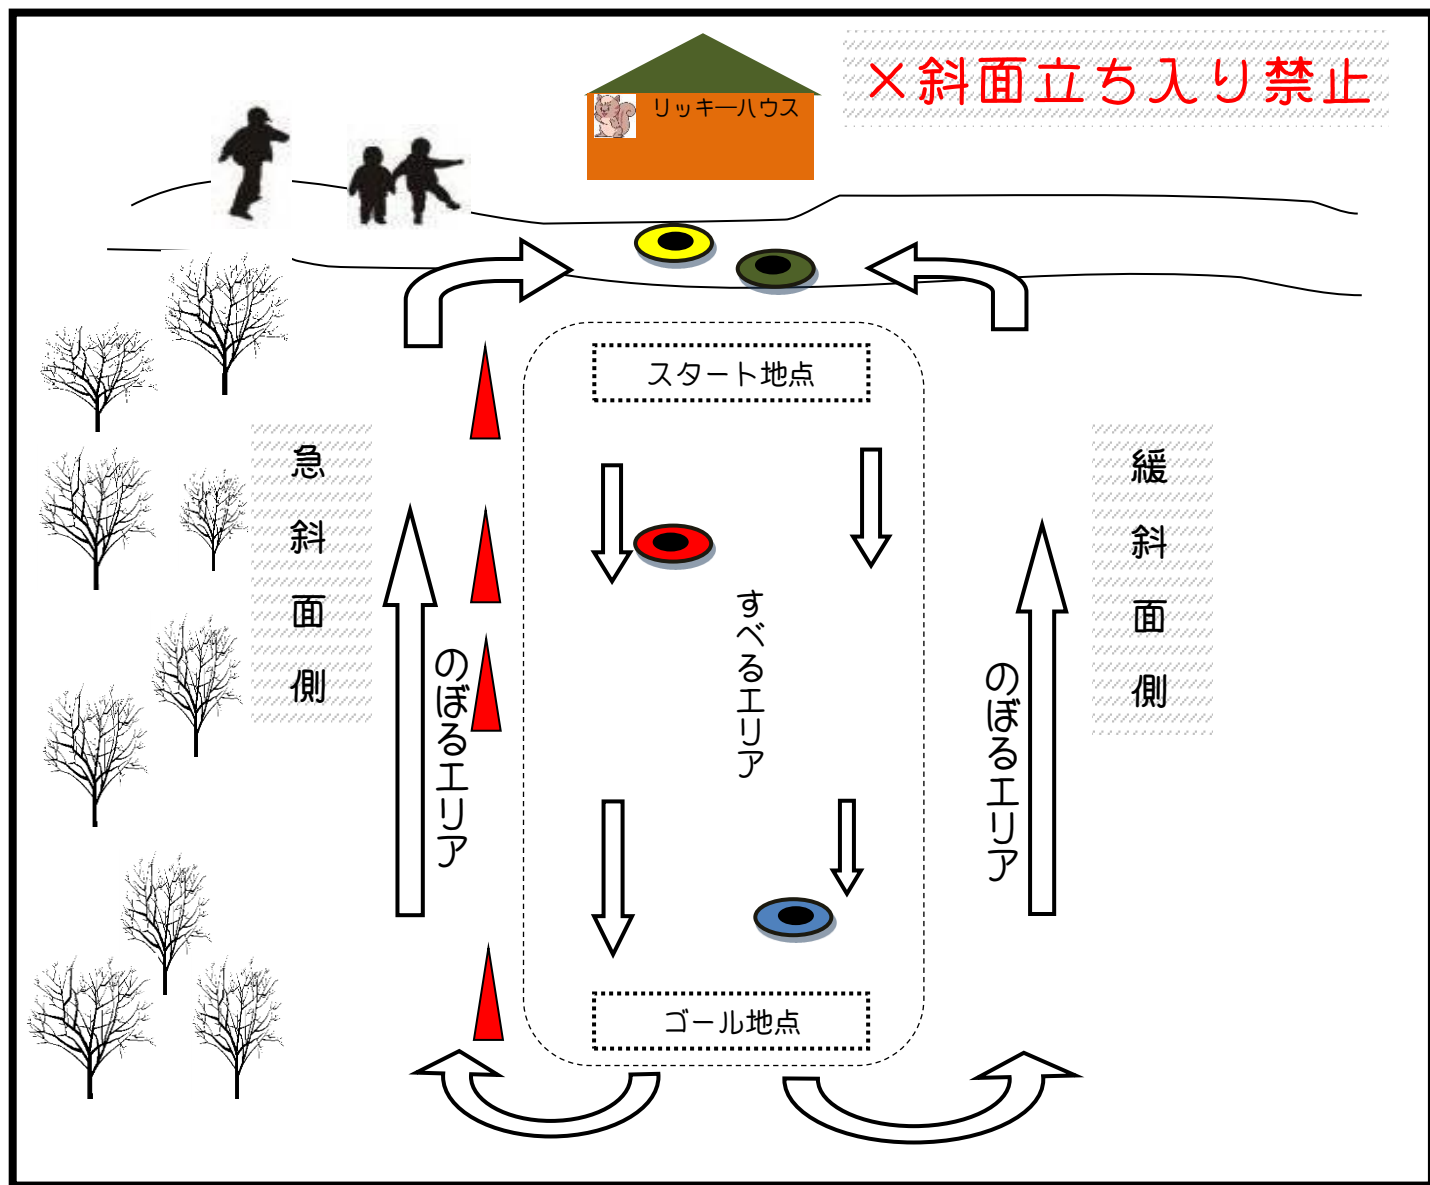 ×斜面立ち入り禁止
リッキーハウス
スタート地点
急斜面側
緩斜面側
すべるエリア
のぼるエリア
のぼるエリア
ゴール地点